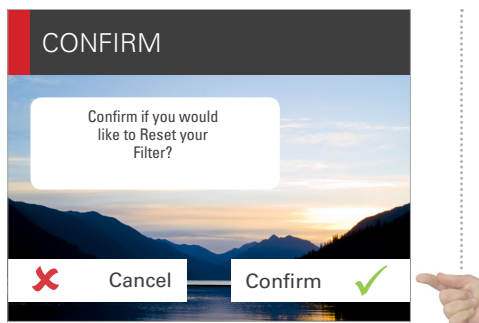 CONFIRM
Confirm if you would
like to Reset your
Filter?
Cancel
Confirm